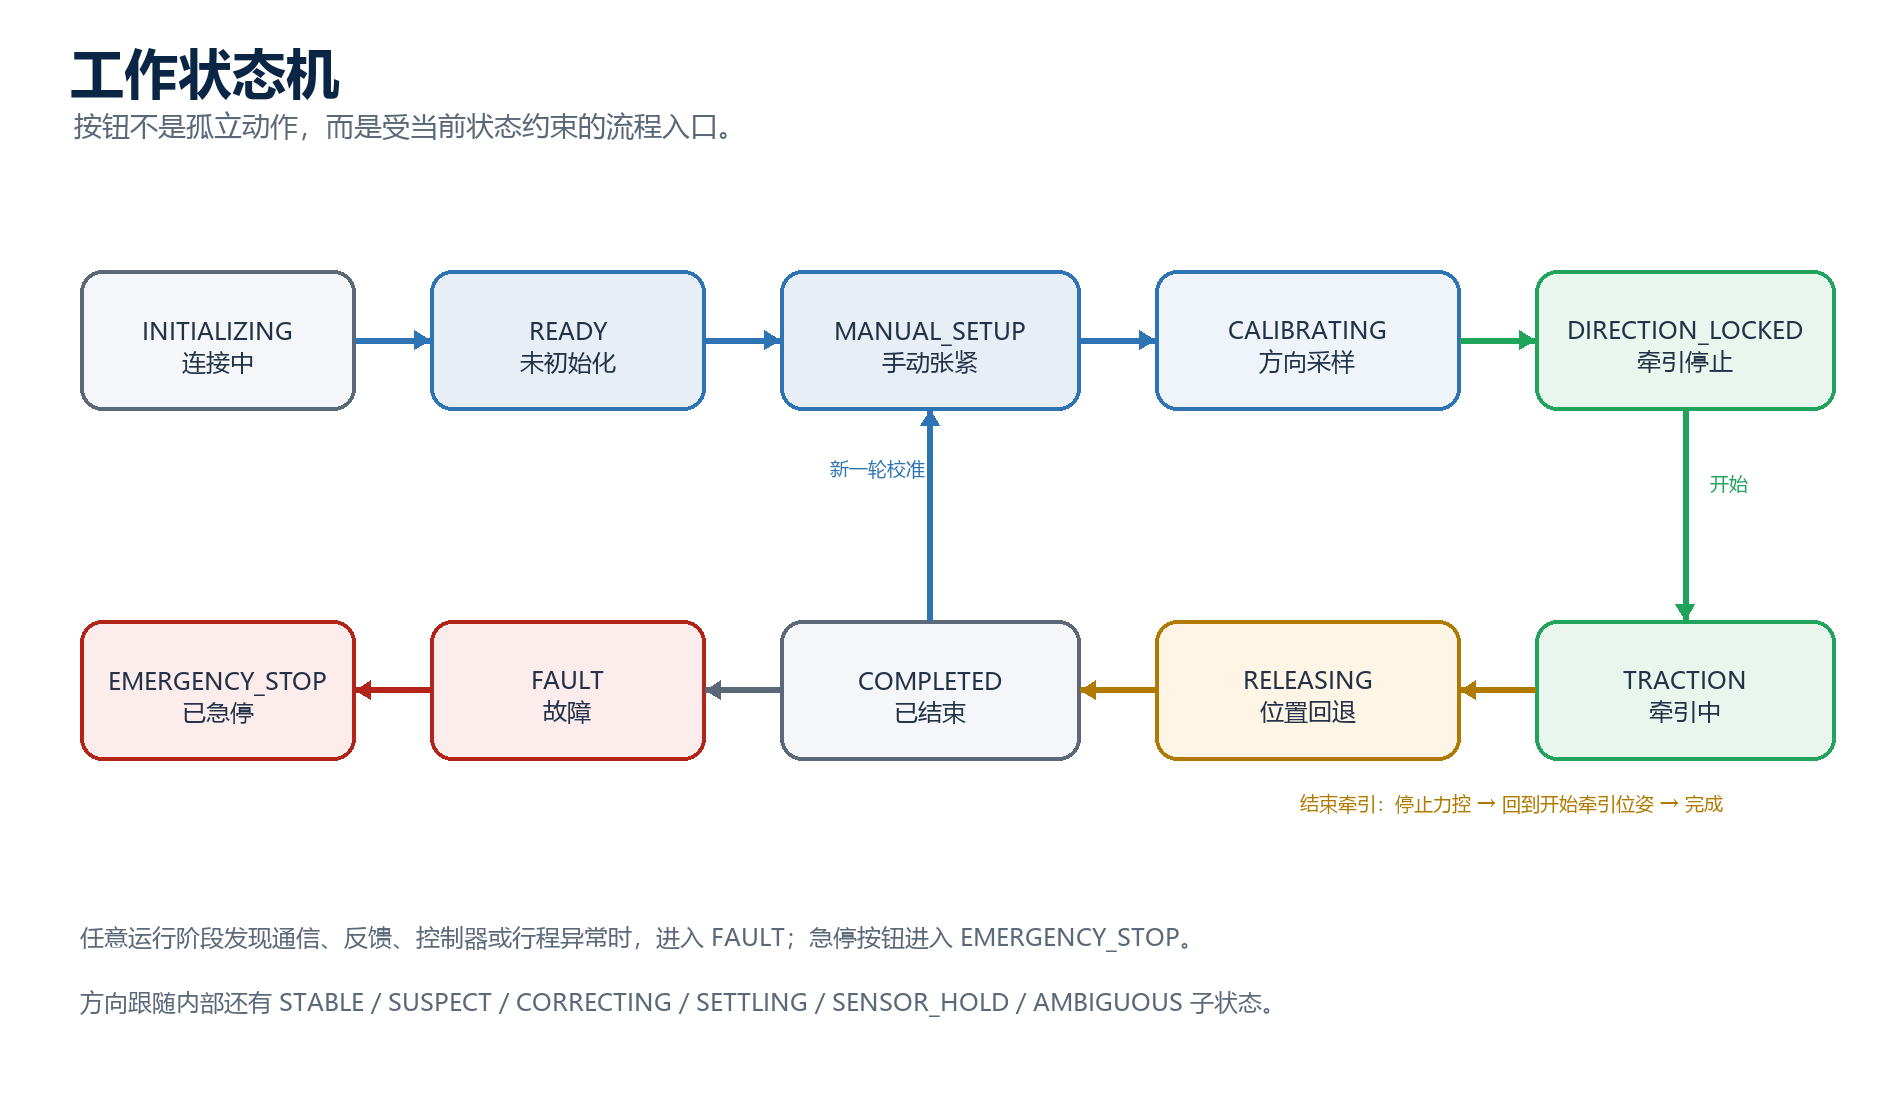 工作状态机
按钮不是孤立动作，而是受当前状态约束的流程入口。
INITIALIZING
连接中
READY
未初始化
MANUAL_SETUP
手动张紧
CALIBRATING
方向采样
DIRECTION_LOCKED
牵引停止
新一轮校准
开始
EMERGENCY_STOP
已急停
FAULT
故障
COMPLETED
已结束
RELEASING
位置回退
TRACTION
牵引中
结束牵引：停止力控 → 回到开始牵引位姿 → 完成
任意运行阶段发现通信、反馈、控制器或行程异常时，进入 FAULT；急停按钮进入 EMERGENCY_STOP。
方向跟随内部还有 STABLE / SUSPECT / CORRECTING / SETTLING / SENSOR_HOLD / AMBIGUOUS 子状态。